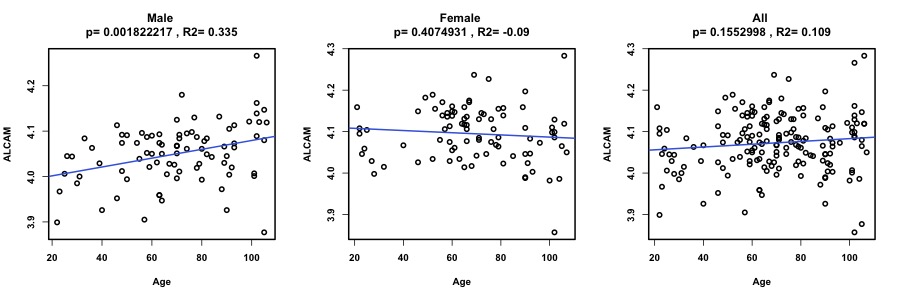 Male
p= 0.001822217 , R2= 0.335
ALCAM
4.2
4.1
4.0
3.9
20 40 60 80 100
Age
Female
p= 0.4074931 , R2= -0.09
ALCAM
4.3
4.2
4.1
4.0
3.9
20 40 60 80 100
Age
All
p= 0.1552998 , R2= 0.109
ALCAM
4.3
4.2
4.1
4.0
3.9
20 40 60 80 100
Age